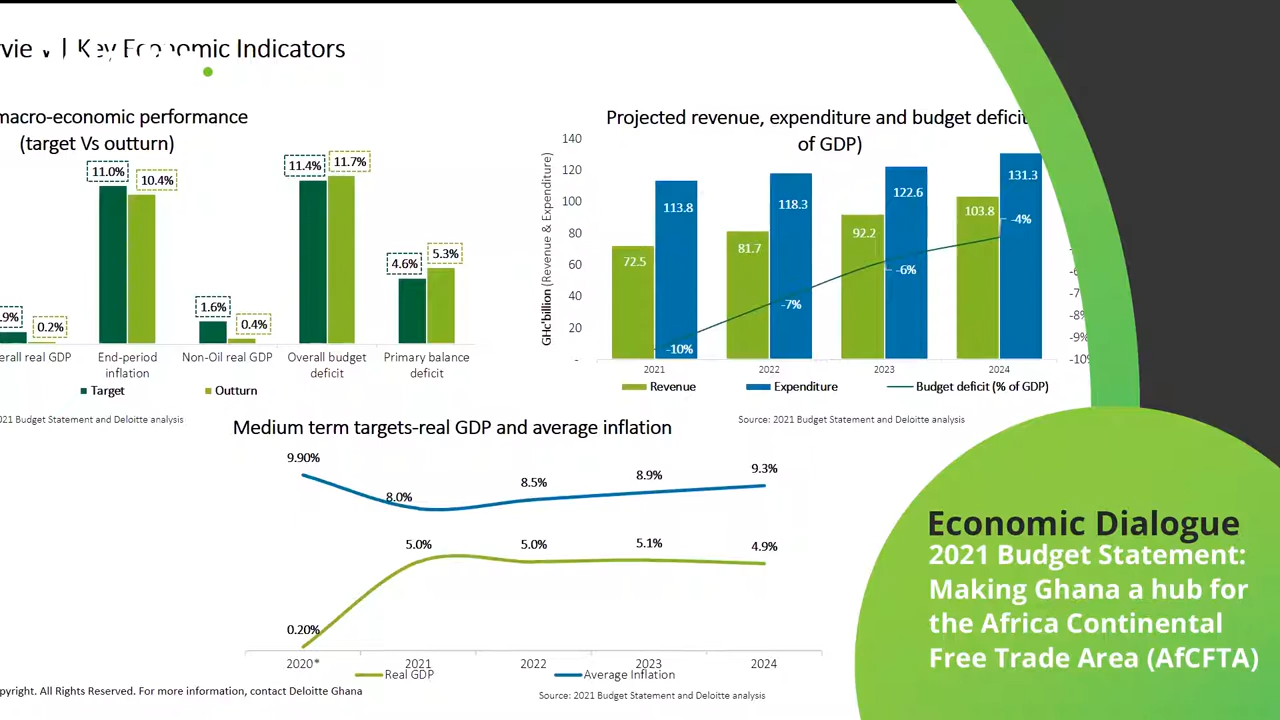 Key Economic Indicators
macro-economic performance
(target Vs outturn)
11.0%
10.4%
11.4%
11.7%
4.6%
5.3%
.9%
0.2%
1.6%
0.4%
erall real GDP
End-period
inflation
Non-Oil real GDP
Overall budget
deficit
Primary balance
deficit
Target
Outturn
2021 Budget Statement and Deloitte analysis
Projected revenue, expenditure and budget deficit
of GDP)
GH¢'billion (Revenue & Expenditure)
140
120
100
80
60
40
20
-
72.5
113.8
81.7
118.3
92.2
122.6
103.8
131.3
-10%
-7%
-6%
-4%
-7%
-8%
-9%
-10%
2021
2022
2023
2024
Revenue
Expenditure
Budget deficit (% of GDP)
Source: 2021 Budget Statement and Deloitte analysis
Medium term targets-real GDP and average inflation
9.90%
8.0%
8.5%
8.9%
9.3%
0.20%
5.0%
5.0%
5.1%
4.9%
2020*
2021
2022
2023
2024
Real GDP
Average Inflation
Source: 2021 Budget Statement and Deloitte analysis
pyright. All Rights Reserved. For more information, contact Deloitte Ghana
Economic Dialogue
2021 Budget Statement:
Making Ghana a hub for
the Africa Continental
Free Trade Area (AfCFTA)